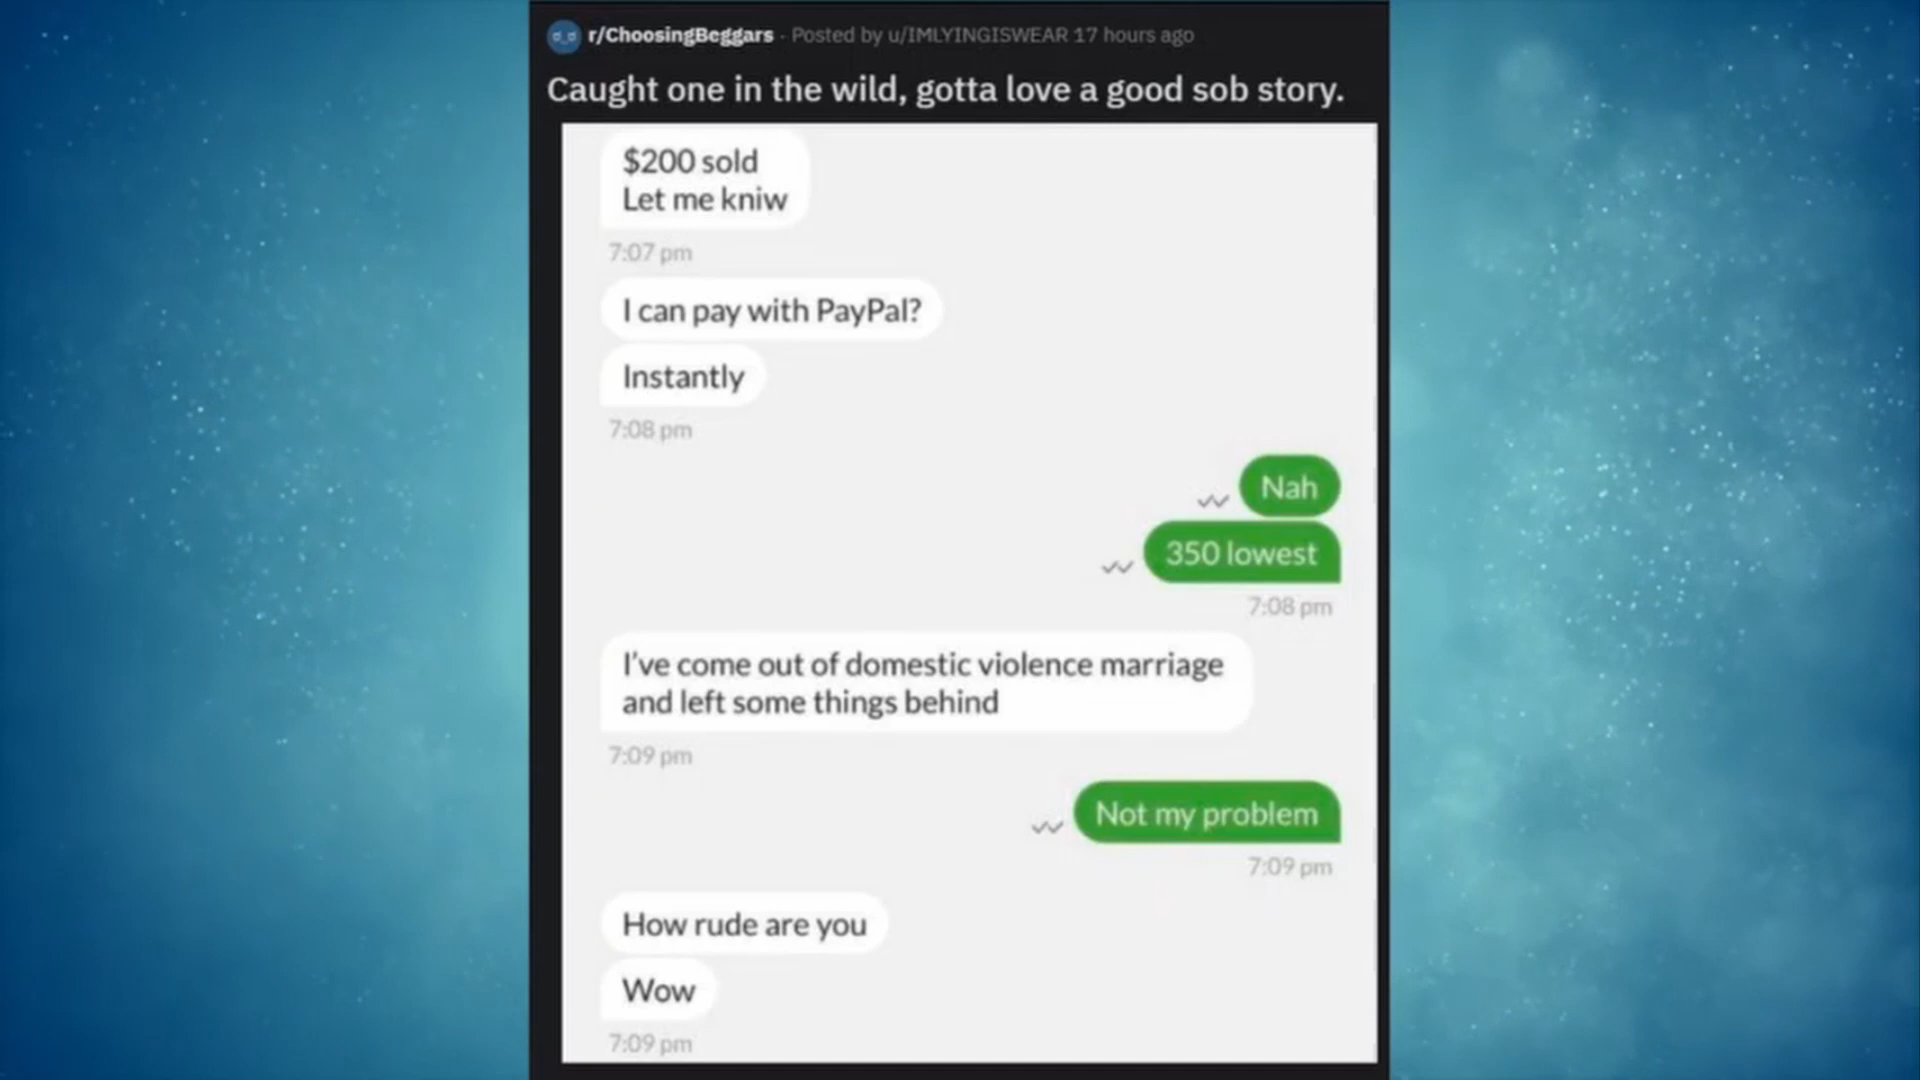 r/ChoosingBeggars · Posted by u/IMLYINGISWEAR 17 hours ago
Caught one in the wild, gotta love a good sob story.
$200 sold
Let me kniw
7:07 pm
I can pay with PayPal?
Instantly
7:08 pm
Nah
350 lowest
7:08 pm
I've come out of domestic violence marriage
and left some things behind
7:09 pm
Not my problem
7:09 pm
How rude are you
Wow
7:09 pm